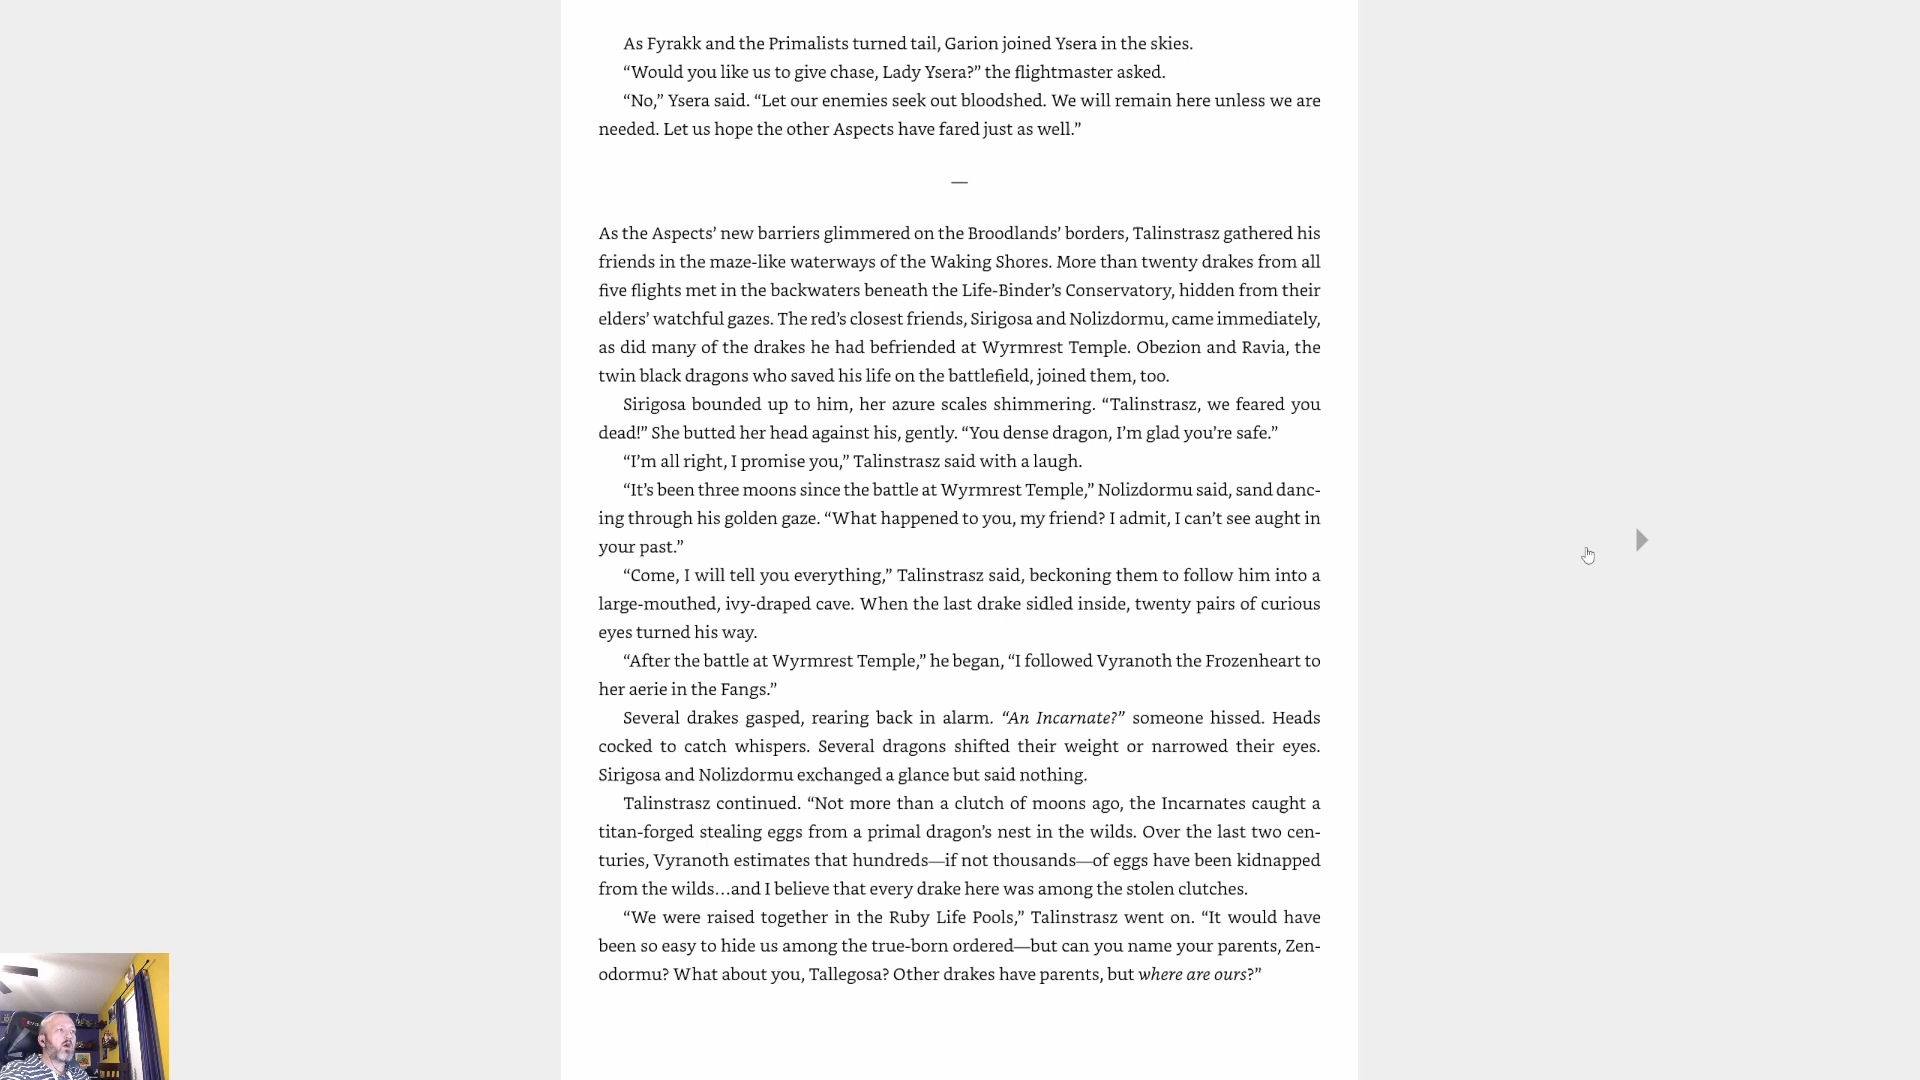 As Fyrakk and the Primalists turned tail, Garion joined Ysera in the skies.
“Would you like us to give chase, Lady Ysera?” the flightmaster asked.
“No,” Ysera said. “Let our enemies seek out bloodshed. We will remain here unless we are
needed. Let us hope the other Aspects have fared just as well.”
—
As the Aspects’ new barriers glimmered on the Broodlands’ borders, Talinstrasz gathered his
friends in the maze-like waterways of the Waking Shores. More than twenty drakes from all
five flights met in the backwaters beneath the Life-Binder’s Conservatory, hidden from their
elders’ watchful gazes. The red’s closest friends, Sirigosa and Nolizdormu, came immediately,
as did many of the drakes he had befriended at Wyrmrest Temple. Obezion and Ravia, the
twin black dragons who saved his life on the battlefield, joined them, too.
Sirigosa bounded up to him, her azure scales shimmering. “Talinstrasz, we feared you
dead!” She butted her head against his, gently. “You dense dragon, I’m glad you’re safe.”
“I’m all right, I promise you,” Talinstrasz said with a laugh.
“It’s been three moons since the battle at Wyrmrest Temple,” Nolizdormu said, sand danc-
ing through his golden gaze. “What happened to you, my friend? I admit, I can’t see aught in
your past.”
“Come, I will tell you everything,” Talinstrasz said, beckoning them to follow him into a
large-mouthed, ivy-draped cave. When the last drake sidled inside, twenty pairs of curious
eyes turned his way.
“After the battle at Wyrmrest Temple,” he began, “I followed Vyranoth the Frozenheart to
her aerie in the Fangs.”
Several drakes gasped, rearing back in alarm. “An Incarnate?” someone hissed. Heads
cocked to catch whispers. Several dragons shifted their weight or narrowed their eyes.
Sirigosa and Nolizdormu exchanged a glance but said nothing.
Talinstrasz continued. “Not more than a clutch of moons ago, the Incarnates caught a
titan-forged stealing eggs from a primal dragon’s nest in the wilds. Over the last two cen-
turies, Vyranoth estimates that hundreds—if not thousands—of eggs have been kidnapped
from the wilds…and I believe that every drake here was among the stolen clutches.
“We were raised together in the Ruby Life Pools,” Talinstrasz went on. “It would have
been so easy to hide us among the true-born ordered—but can you name your parents, Zen-
odormu? What about you, Tallegosa? Other drakes have parents, but where are ours?”